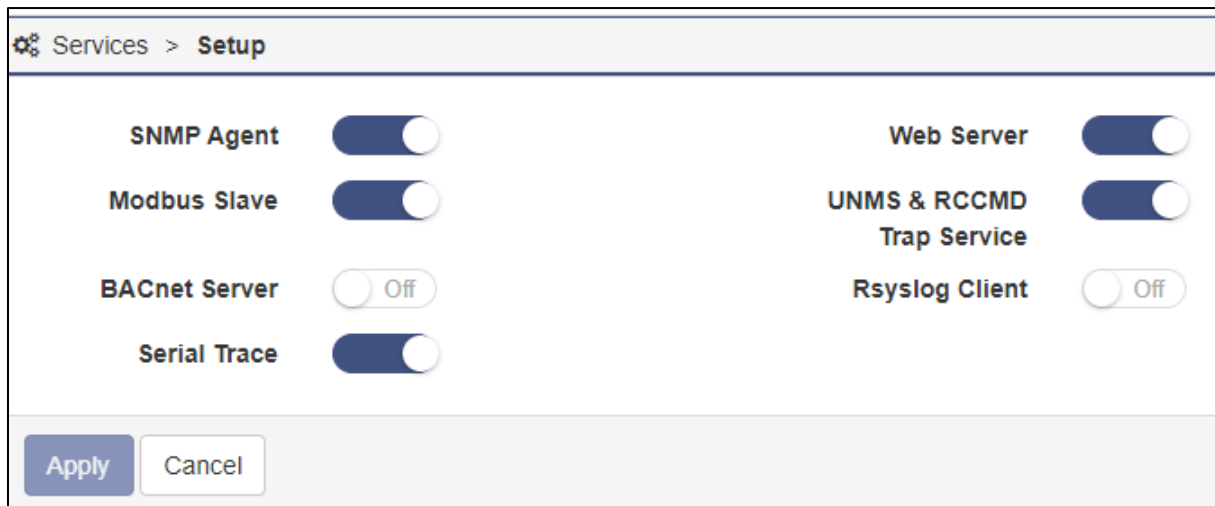 Services > Setup
SNMP Agent
Web Server
Modbus Slave
UNMS & RCCMD
Trap Service
BACnet Server
Off
Rsyslog Client
Off
Serial Trace
Apply
Cancel